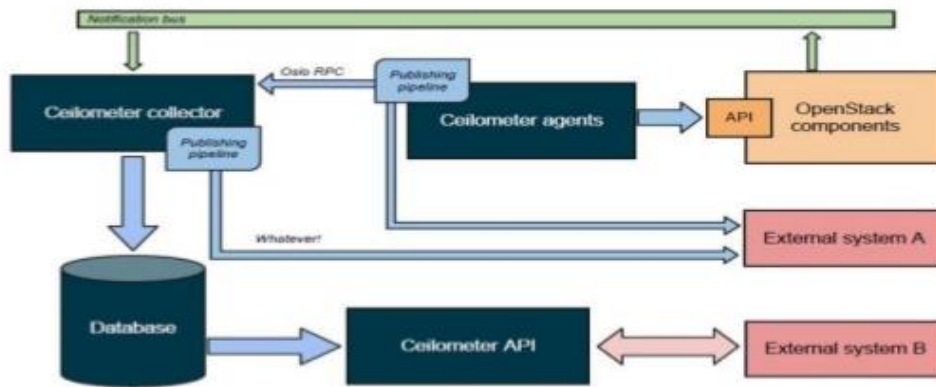 Notification bus
Oslo RPC
Publishing
pipeline
Ceilometer collector
Ceilometer agents
API
OpenStack
components
Publishing
pipeline
External system A
Whatever!
Database
Ceilometer API
External system B